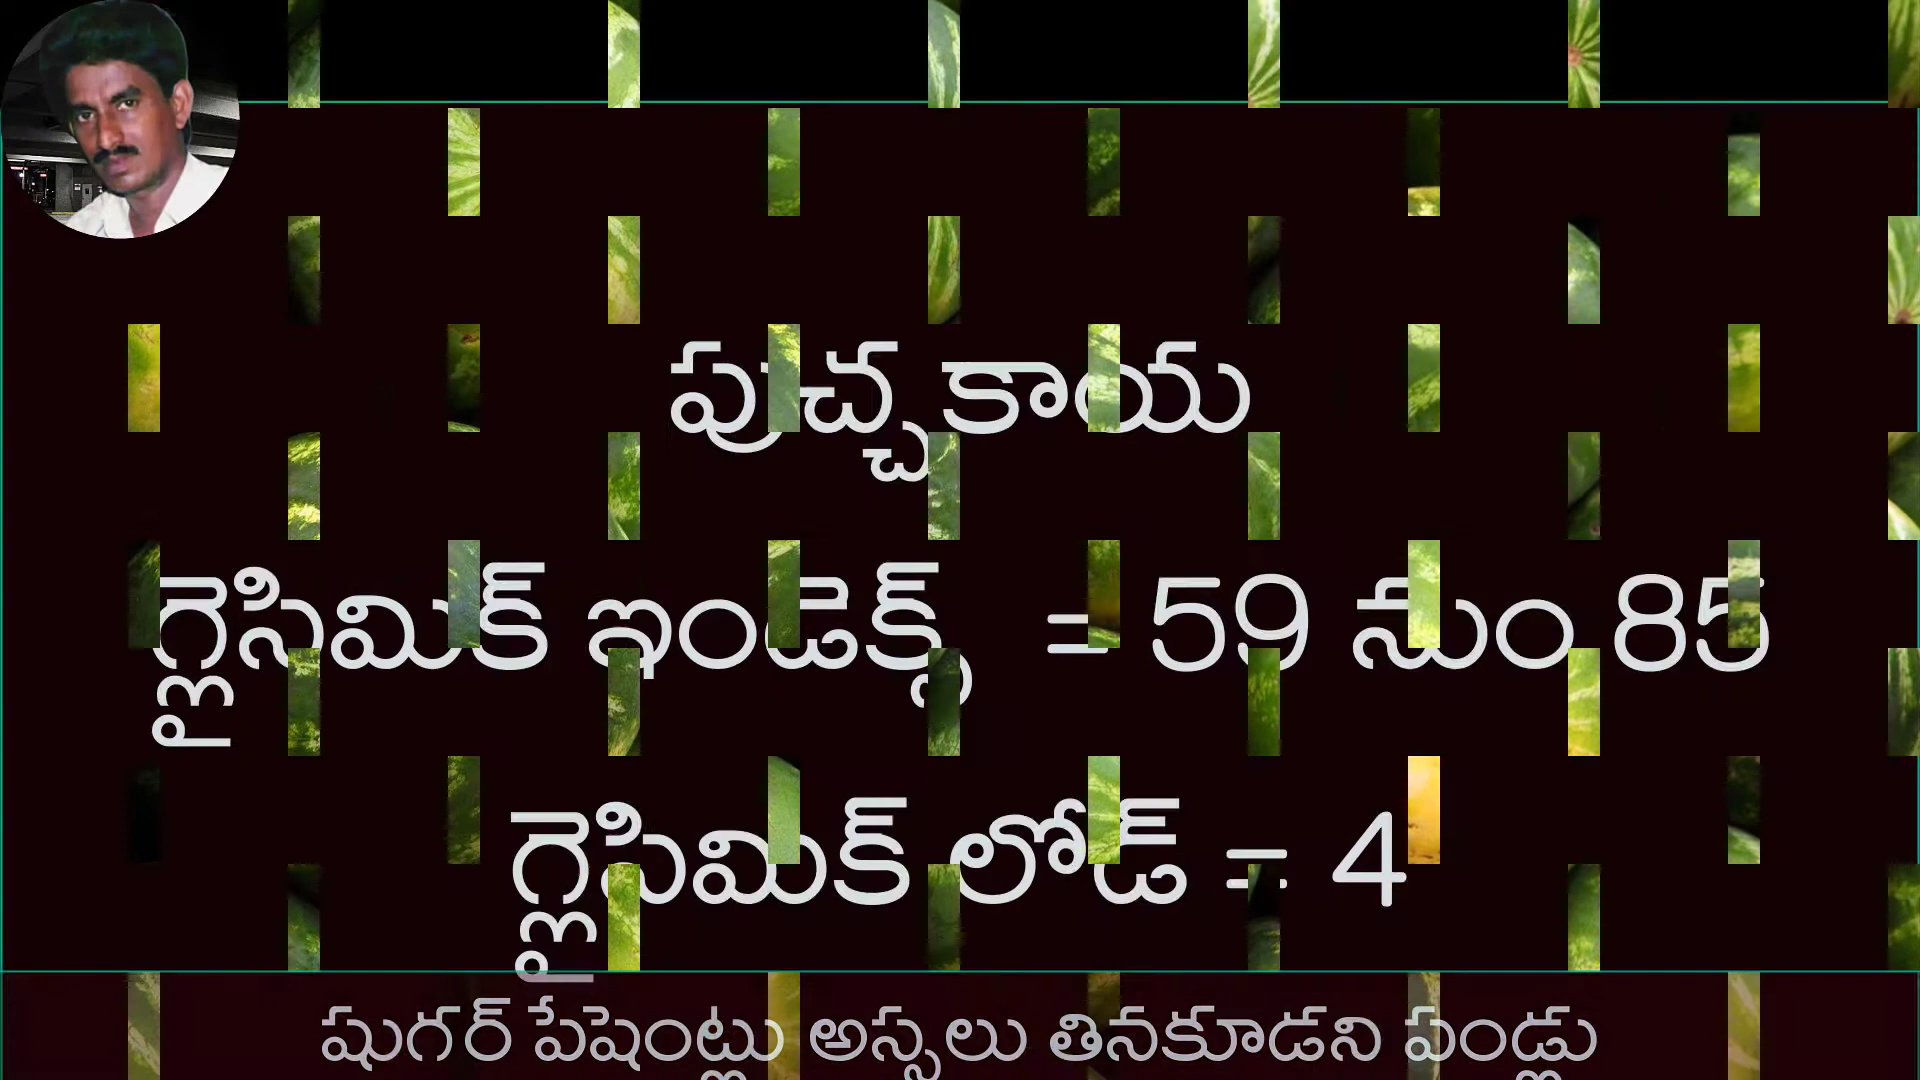 పుచ్చకాయ
గ్లైసిమిక్ ఇండెక్స్ = 59 నుం 85
గ్లైసిమిక్ లోడ్ = 4
షుగర్ పేషెంట్లు అస్సలు తినకూడని పండ్లు